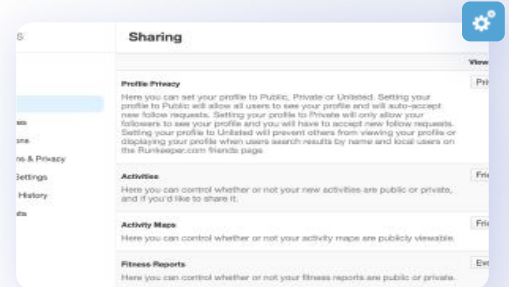 Sharing
Profile Privacy
Here you can set your profile to Public, Private or Unlisted. Setting your
profile to Public will allow all users to see your profile and will auto-accept
new follow requests. Setting your profile to Private will only allow your
followers to see your profile and you will have to accept new follow requests.
Setting your profile to Unlisted will prevent others from viewing your profile or
displaying your profile when users search results by name and local users on
the Runkeeper.com friends page
Activities
Here you can control whether or not your new activities are public or private,
and if you'd like to share it.
Activity Maps
Here you can control whether or not your activity maps are publicly viewable.
Fitness Reports
Here you can control whether or not your fitness reports are public or private.
& Privacy
Settings
History